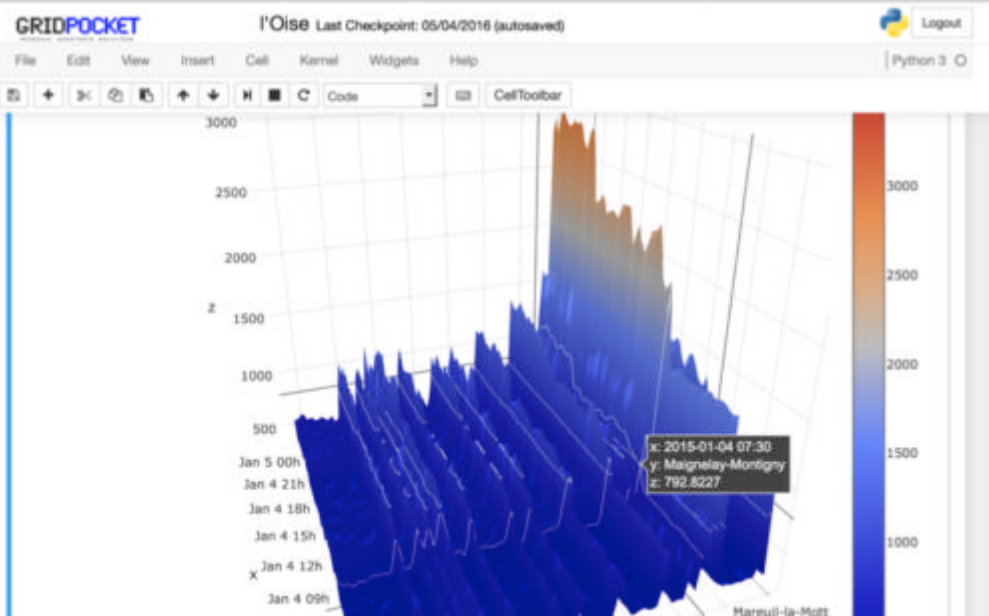 GRIDPOCKET
l'Oise Last Checkpoint: 05/04/2016 (autosaved)
Logout
File Edit View Insert Cell Kernel Widgets Help
Python 3
Code
CellToolbar
3000
2500
2000
z
1500
1000
500
Jan 5 00h
Jan 4 21h
Jan 4 18h
Jan 4 15h
Jan 4 12h
x
Jan 4 09h
x: 2015-01-04 07:30
y: Maignelay-Montigny
z: 792.8227
Mareuil-la-Mott
3000
2500
2000
1500
1000